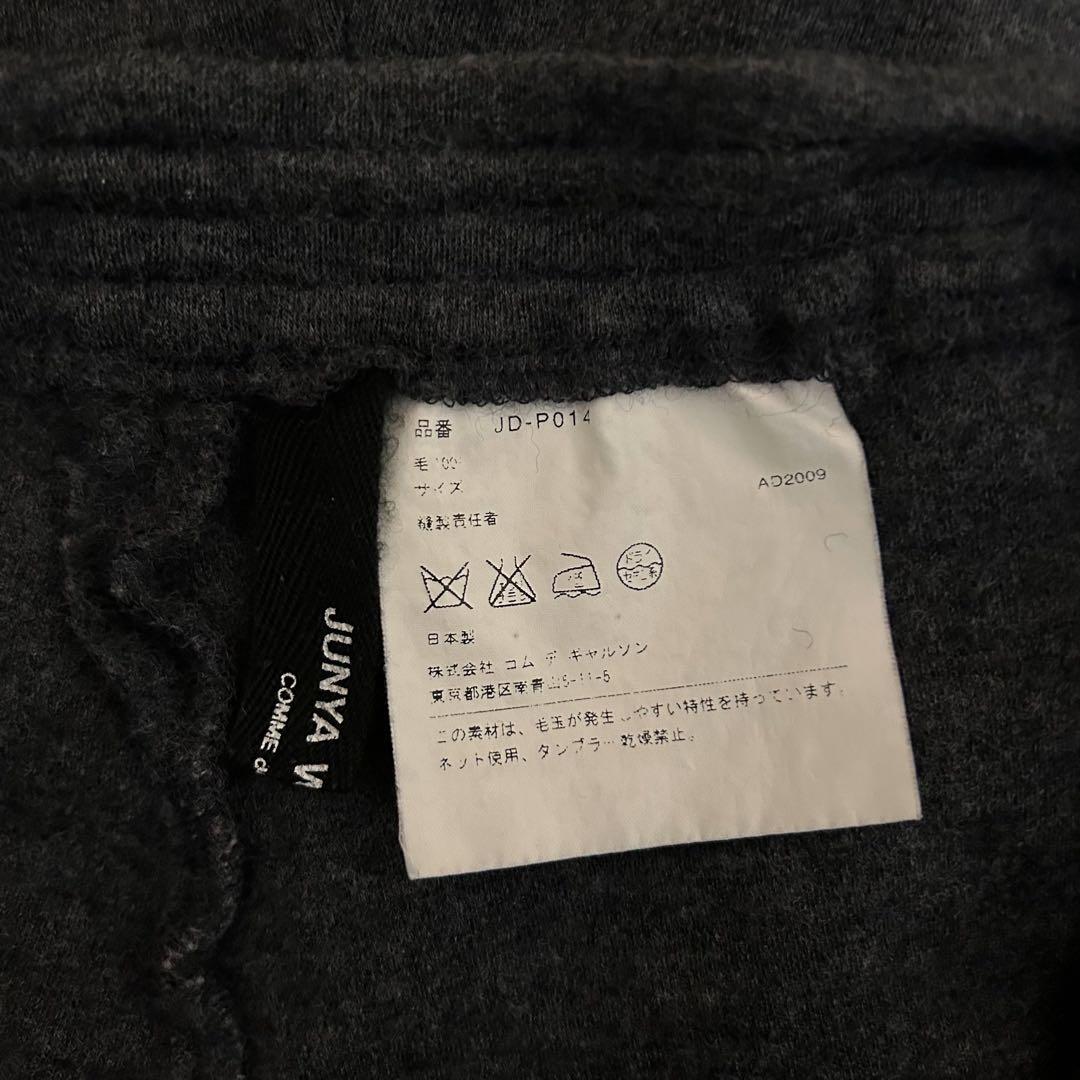 品番 JD-P014
毛 100
サイズ
AD2009
縫製責任者
ドライ
セキユ系
日本製
株式会社 コム デ ギャルソン
東京都港区南青山5-11-5
この素材は、毛玉が発生しやすい特性を持っています。
ネット使用、タンブラー乾燥禁止。
JUNYA W
COMME d